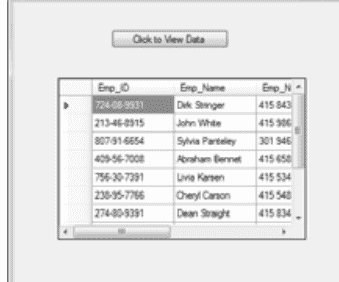 Click to View Data
Emp_ID Emp_Name Emp_N
724-08-9931 Dirk Stringer 415 843
213-46-8915 John White 415 986
807-91-6654 Sylvia Panteley 301 946
409-56-7008 Abraham Bennet 415 658
756-30-7391 Livia Karsen 415 534
238-95-7766 Cheryl Carson 415 548
274-80-9391 Dean Straight 415 834